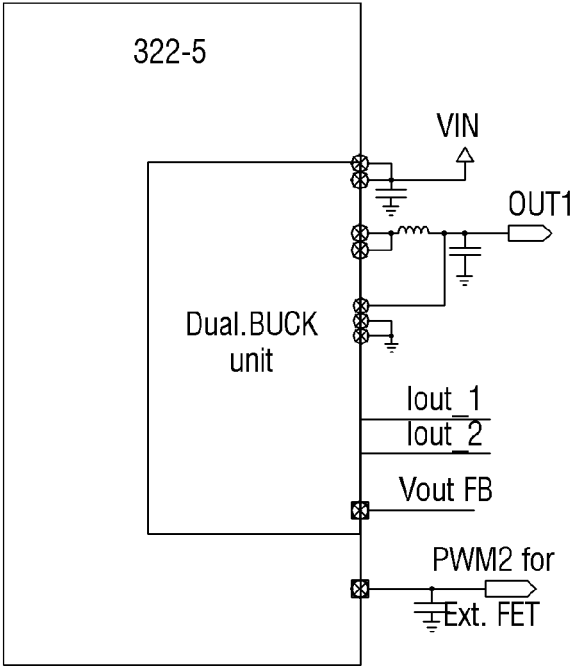 322-5
VIN
OUT1
Dual.BUCK
unit
Iout_1
Iout_2
Vout FB
PWM2 for
Ext. FET